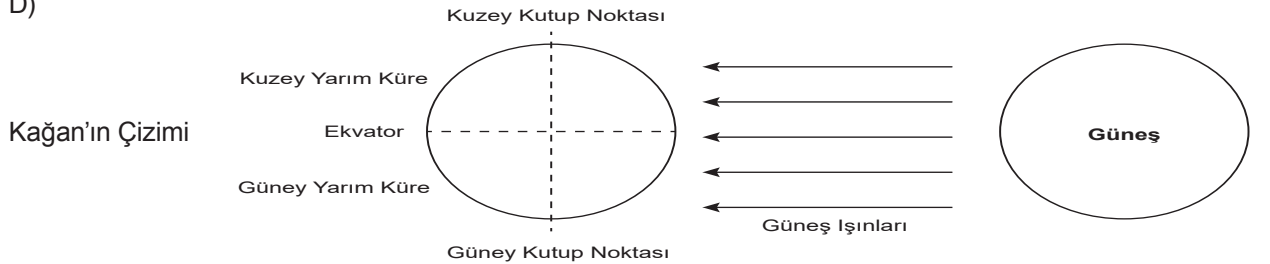 D)
Kuzey Kutup Noktası
Kuzey Yarım Küre
Kağan'ın Çizimi
Ekvator
Güneş
Güney Yarım Küre
Güneş Işınları
Güney Kutup Noktası